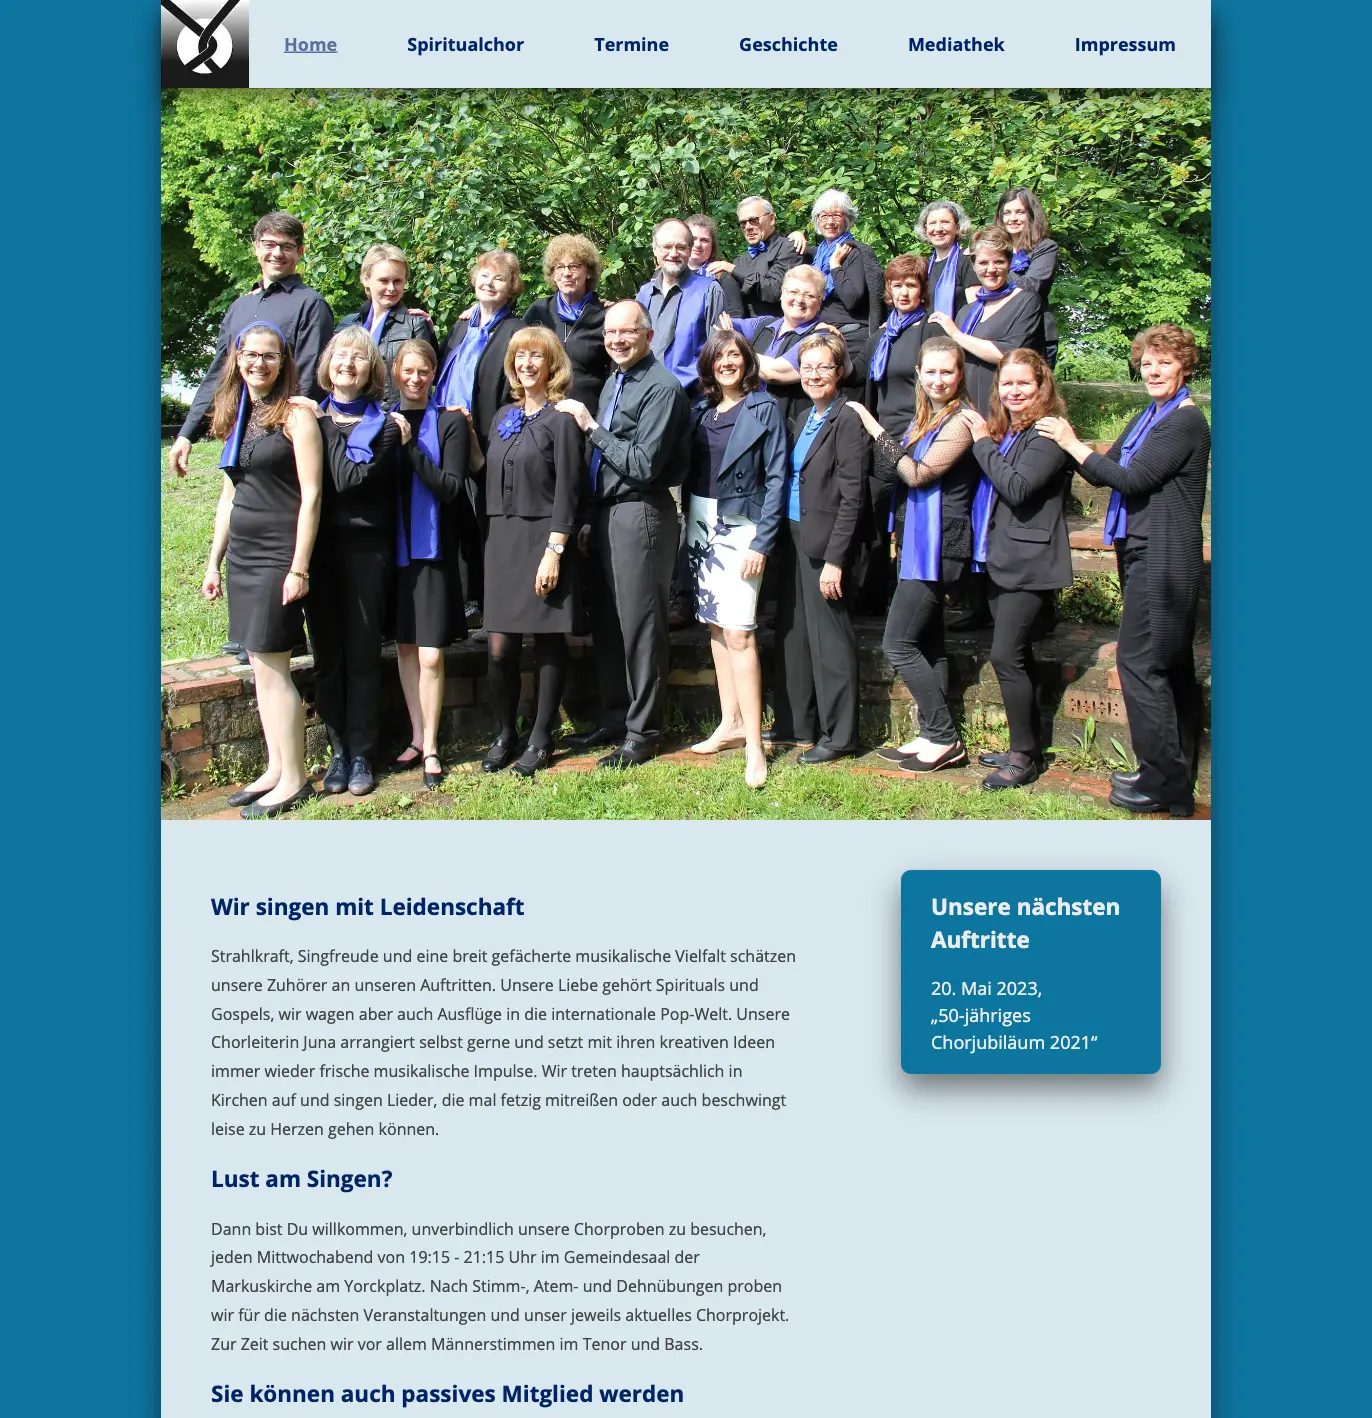 Home Spiritualchor Termine Geschichte Mediathek Impressum
Wir singen mit Leidenschaft
Strahlkraft, Singfreude und eine breit gefächerte musikalische Vielfalt schätzen
unsere Zuhörer an unseren Auftritten. Unsere Liebe gehört Spirituals und
Gospels, wir wagen aber auch Ausflüge in die internationale Pop-Welt. Unsere
Chorleiterin Juna arrangiert selbst gerne und setzt mit ihren kreativen Ideen
immer wieder frische musikalische Impulse. Wir treten hauptsächlich in
Kirchen auf und singen Lieder, die mal fetzig mitreißen oder auch beschwingt
leise zu Herzen gehen können.
Lust am Singen?
Dann bist Du willkommen, unverbindlich unsere Chorproben zu besuchen,
jeden Mittwochabend von 19:15 - 21:15 Uhr im Gemeindesaal der
Markuskirche am Yorckplatz. Nach Stimm-, Atem- und Dehnübungen proben
wir für die nächsten Veranstaltungen und unser jeweils aktuelles Chorprojekt.
Zur Zeit suchen wir vor allem Männerstimmen im Tenor und Bass.
Sie können auch passives Mitglied werden
Unsere nächsten
Auftritte
20. Mai 2023,
„50-jähriges
Chorjubiläum 2021“